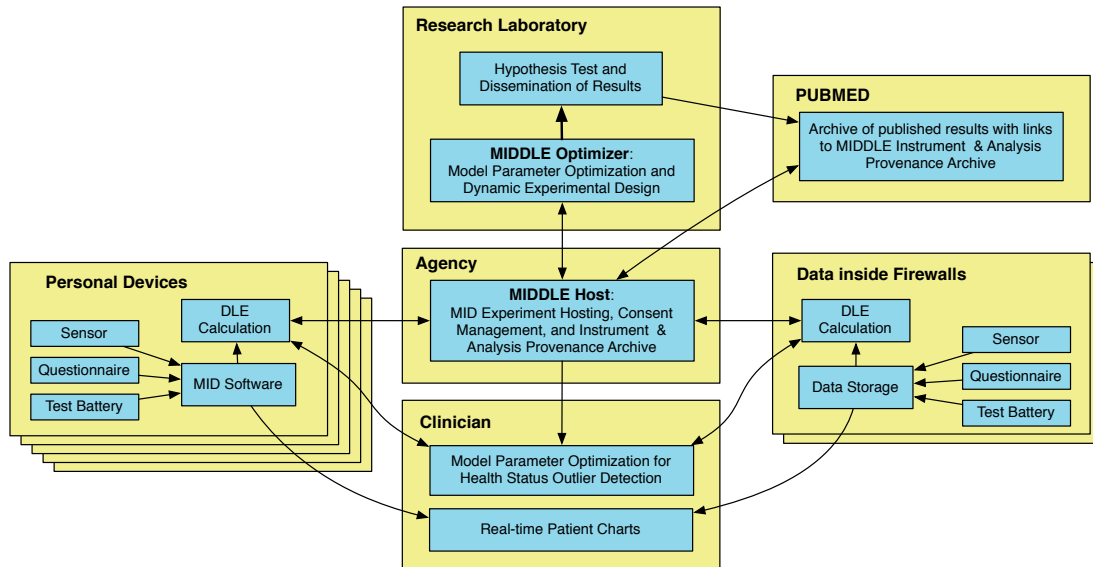 Research Laboratory
Hypothesis Test and
Dissemination of Results
MIDDLE Optimizer:
Model Parameter Optimization and
Dynamic Experimental Design
PUBMED
Archive of published results with links
to MIDDLE Instrument & Analysis
Provenance Archive
Agency
MIDDLE Host:
MID Experiment Hosting, Consent
Management, and Instrument &
Analysis Provenance Archive
Personal Devices
DLE
Calculation
Sensor
Questionnaire
Test Battery
MID Software
Data inside Firewalls
DLE
Calculation
Sensor
Questionnaire
Test Battery
Data Storage
Clinician
Model Parameter Optimization for
Health Status Outlier Detection
Real-time Patient Charts